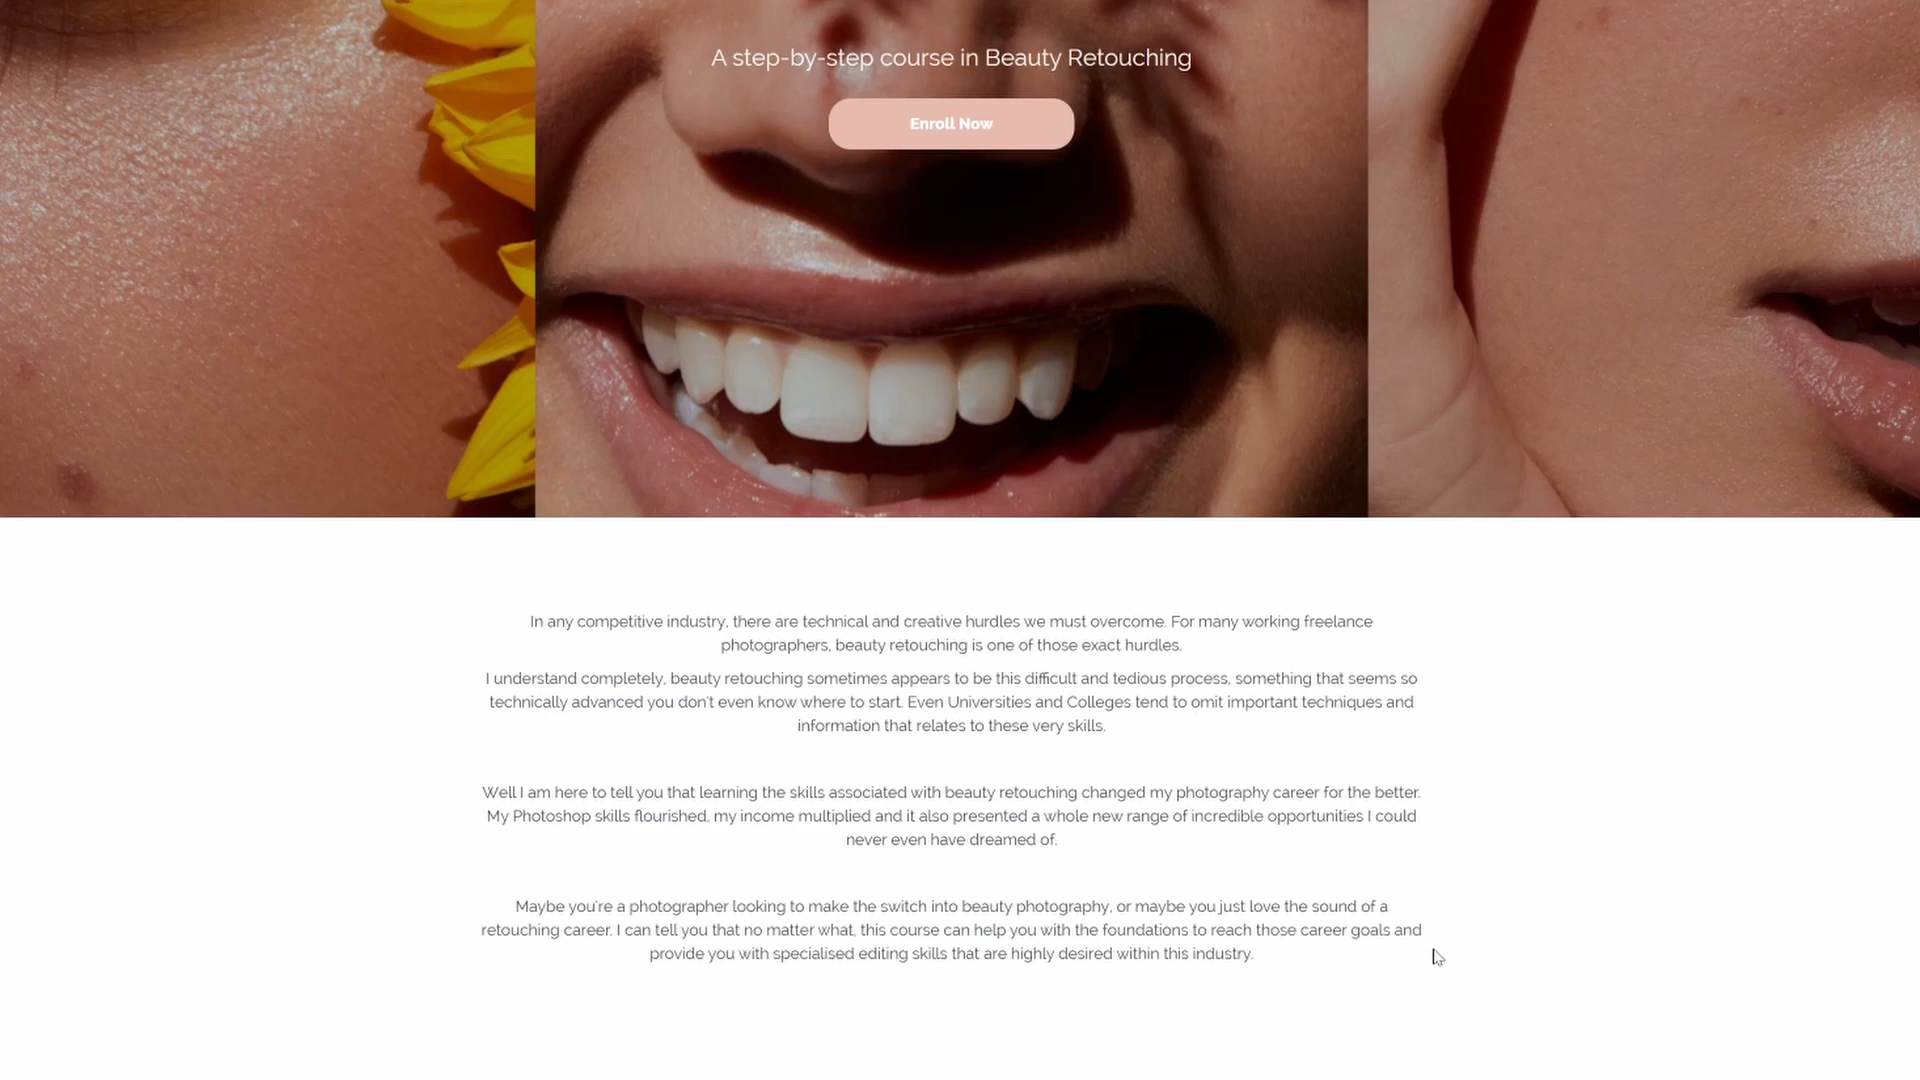 A step-by-step course in Beauty Retouching
Enroll Now
In any competitive industry, there are technical and creative hurdles we must overcome. For many working freelance
photographers, beauty retouching is one of those exact hurdles.
I understand completely, beauty retouching sometimes appears to be this difficult and tedious process, something that seems so
technically advanced you don't even know where to start. Even Universities and Colleges tend to omit important techniques and
information that relates to these very skills.
Well I am here to tell you that learning the skills associated with beauty retouching changed my photography career for the better.
My Photoshop skills flourished, my income multiplied and it also presented a whole new range of incredible opportunities I could
never even have dreamed of.
Maybe you're a photographer looking to make the switch into beauty photography, or maybe you just love the sound of a
retouching career. I can tell you that no matter what, this course can help you with the foundations to reach those career goals and
provide you with specialised editing skills that are highly desired within this industry.